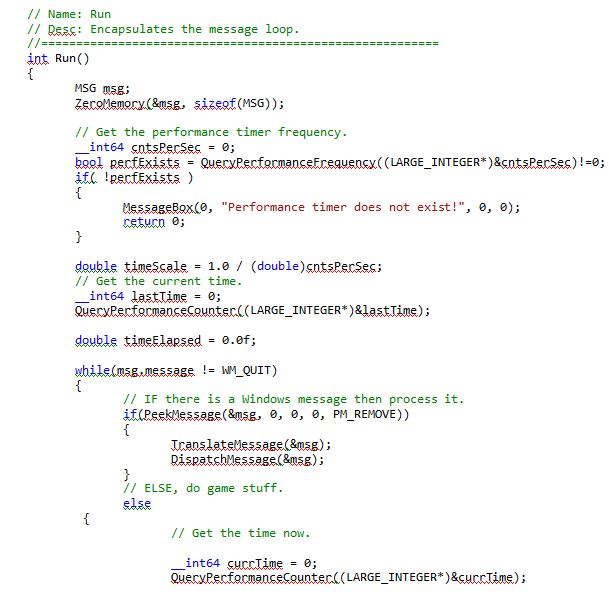 // Name: Run
// Desc: Encapsulates the message loop.
//=========================================================
int Run()
{
MSG msg;
ZeroMemory(&msg, sizeof(MSG));
// Get the performance timer frequency.
__int64 cntsPerSec = 0;
bool perfExists = QueryPerformanceFrequency((LARGE_INTEGER*)&cntsPerSec)!=0;
if( !perfExists )
{
MessageBox(0, "Performance timer does not exist!", 0, 0);
return 0;
}
double timeScale = 1.0 / (double)cntsPerSec;
// Get the current time.
__int64 lastTime = 0;
QueryPerformanceCounter((LARGE_INTEGER*)&lastTime);
double timeElapsed = 0.0f;
while(msg.message != WM_QUIT)
{
// IF there is a Windows message then process it.
if(PeekMessage(&msg, 0, 0, 0, PM_REMOVE))
{
TranslateMessage(&msg);
DispatchMessage(&msg);
}
// ELSE, do game stuff.
else
{
// Get the time now.
__int64 currTime = 0;
QueryPerformanceCounter((LARGE_INTEGER*)&currTime);